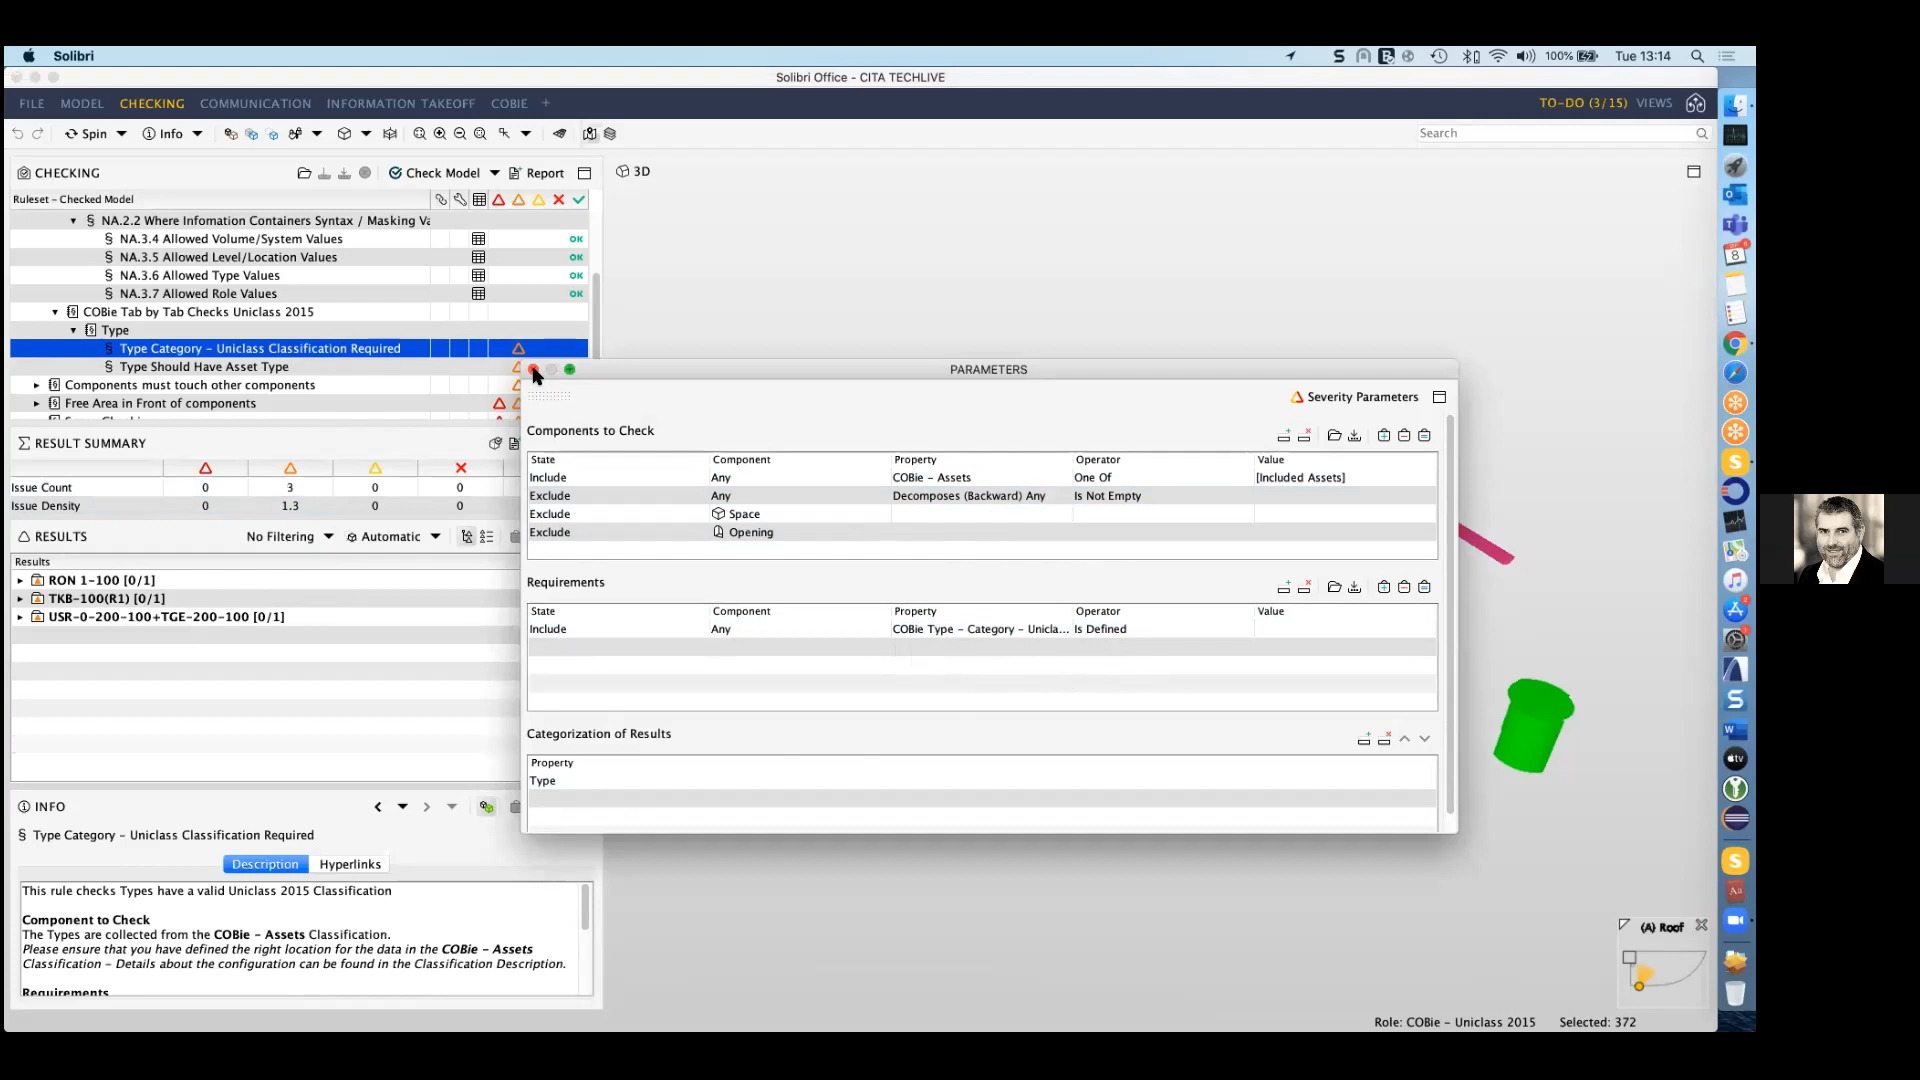 Solibri
100%
Tue 13:14
Solibri Office - CITA TECHLIVE
FILE MODEL CHECKING COMMUNICATION INFORMATION TAKEOFF COBIE +
TO-DO (3/15) VIEWS
Spin Info
Search
CHECKING
Check Model Report
3D
Ruleset - Checked Model
§ NA.2.2 Where Infomation Containers Syntax / Masking Va
§ NA.3.4 Allowed Volume/System Values OK
§ NA.3.5 Allowed Level/Location Values OK
§ NA.3.6 Allowed Type Values OK
§ NA.3.7 Allowed Role Values OK
COBie Tab by Tab Checks Uniclass 2015
Type
§ Type Category - Uniclass Classification Required
§ Type Should Have Asset Type
Components must touch other components
Free Area in Front of components
RESULT SUMMARY
Issue Count 0 3 0 0
Issue Density 0 1.3 0 0
RESULTS
No Filtering Automatic
Results
RON 1-100 [0/1]
TKB-100(R1) [0/1]
USR-0-200-100+TGE-200-100 [0/1]
INFO
§ Type Category - Uniclass Classification Required
Description Hyperlinks
This rule checks Types have a valid Uniclass 2015 Classification
Component to Check
The Types are collected from the COBie - Assets Classification.
Please ensure that you have defined the right location for the data in the COBie - Assets
Classification - Details about the configuration can be found in the Classification Description.
Requirements
PARAMETERS
Severity Parameters
Components to Check
State Component Property Operator Value
Include Any COBie - Assets One Of [Included Assets]
Exclude Any Decomposes (Backward) Any Is Not Empty
Exclude Space
Exclude Opening
Requirements
State Component Property Operator Value
Include Any COBie Type - Category - Unicla... Is Defined
Categorization of Results
Property
Type
(A) Roof
Role: COBie - Uniclass 2015 Selected: 372